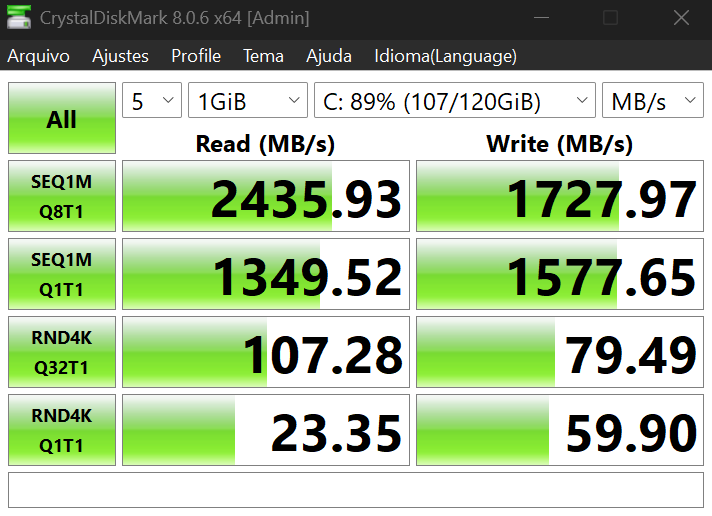 CrystalDiskMark 8.0.6 x64 [Admin]
Arquivo Ajustes Profile Tema Ajuda Idioma(Language)
All 5 1GiB C: 89% (107/120GiB) MB/s
Read (MB/s) Write (MB/s)
SEQ1M
Q8T1 2435.93 1727.97
SEQ1M
Q1T1 1349.52 1577.65
RND4K
Q32T1 107.28 79.49
RND4K
Q1T1 23.35 59.90